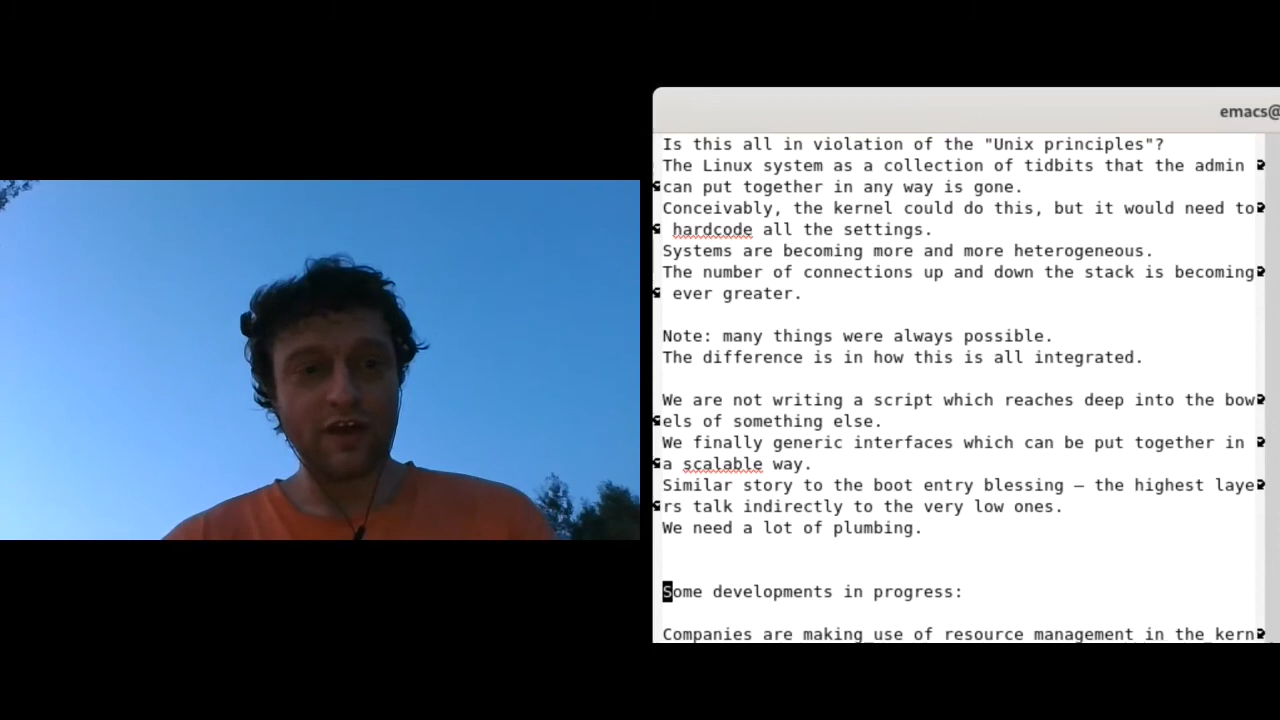 emacs@
Is this all in violation of the "Unix principles"?
The Linux system as a collection of tidbits that the admin
can put together in any way is gone.
Conceivably, the kernel could do this, but it would need to
hardcode all the settings.
Systems are becoming more and more heterogeneous.
The number of connections up and down the stack is becoming
ever greater.
Note: many things were always possible.
The difference is in how this is all integrated.
We are not writing a script which reaches deep into the bow
els of something else.
We finally generic interfaces which can be put together in
a scalable way.
Similar story to the boot entry blessing — the highest laye
rs talk indirectly to the very low ones.
We need a lot of plumbing.
Some developments in progress:
Companies are making use of resource management in the kern